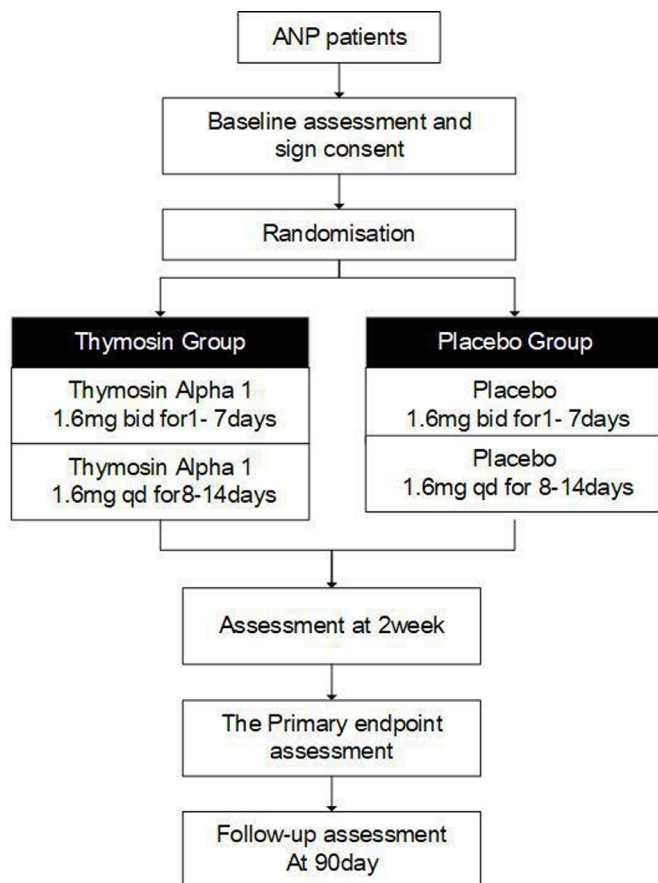 ANP patients
Baseline assessment and
sign consent
Randomisation
Thymosin Group
Thymosin Alpha 1
1.6mg bid for1- 7days
Thymosin Alpha 1
1.6mg qd for8-14days
Placebo Group
Placebo
1.6mg bid for1- 7days
Placebo
1.6mg qd for 8-14days
Assessment at 2week
The Primary endpoint
assessment
Follow-up assessment
At 90day